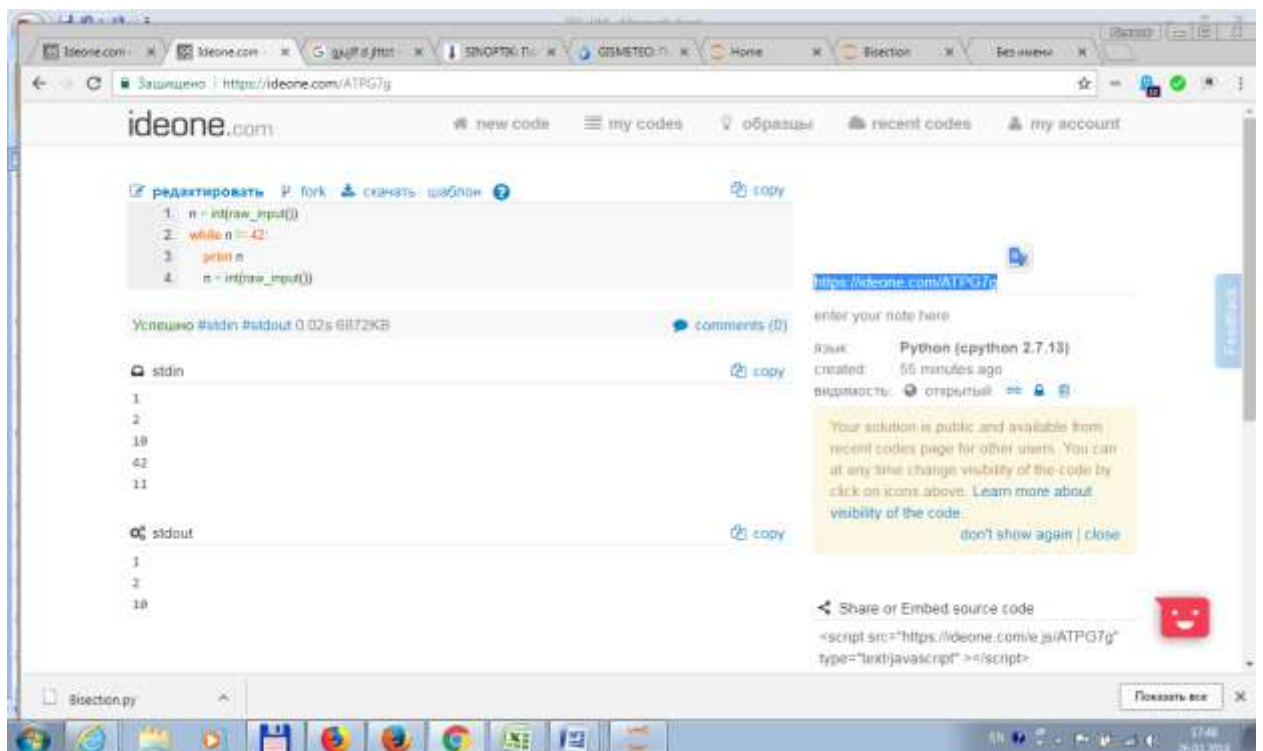 Ideone.com
Ideone.com
SINOPTIK: П
GISMETEO: П
Home
Bisection
Без имени
Защищено | https://ideone.com/ATPG7g
ideone.com
new code
my codes
образцы
recent codes
my account
редактировать fork скачать шаблон
copy
1. n = int(raw_input())
2. while n != 42:
3. print n
4. n = int(raw_input())
https://ideone.com/ATPG7g
Успешно #stdin #stdout 0.02s 6872KB
comments (0)
enter your note here
язык: Python (cpython 2.7.13)
created: 55 minutes ago
видимость: открытый
stdin
copy
1
2
10
42
11
Your solution is public and available from
recent codes page for other users. You can
at any time change visibility of the code by
click on icons above. Learn more about
visibility of the code.
don't show again | close
Feedback
stdout
copy
1
2
10
Share or Embed source code
<script src="https://ideone.com/e.js/ATPG7g"
type="text/javascript" ></script>
Bisection.py
Показать все
EN
17:48